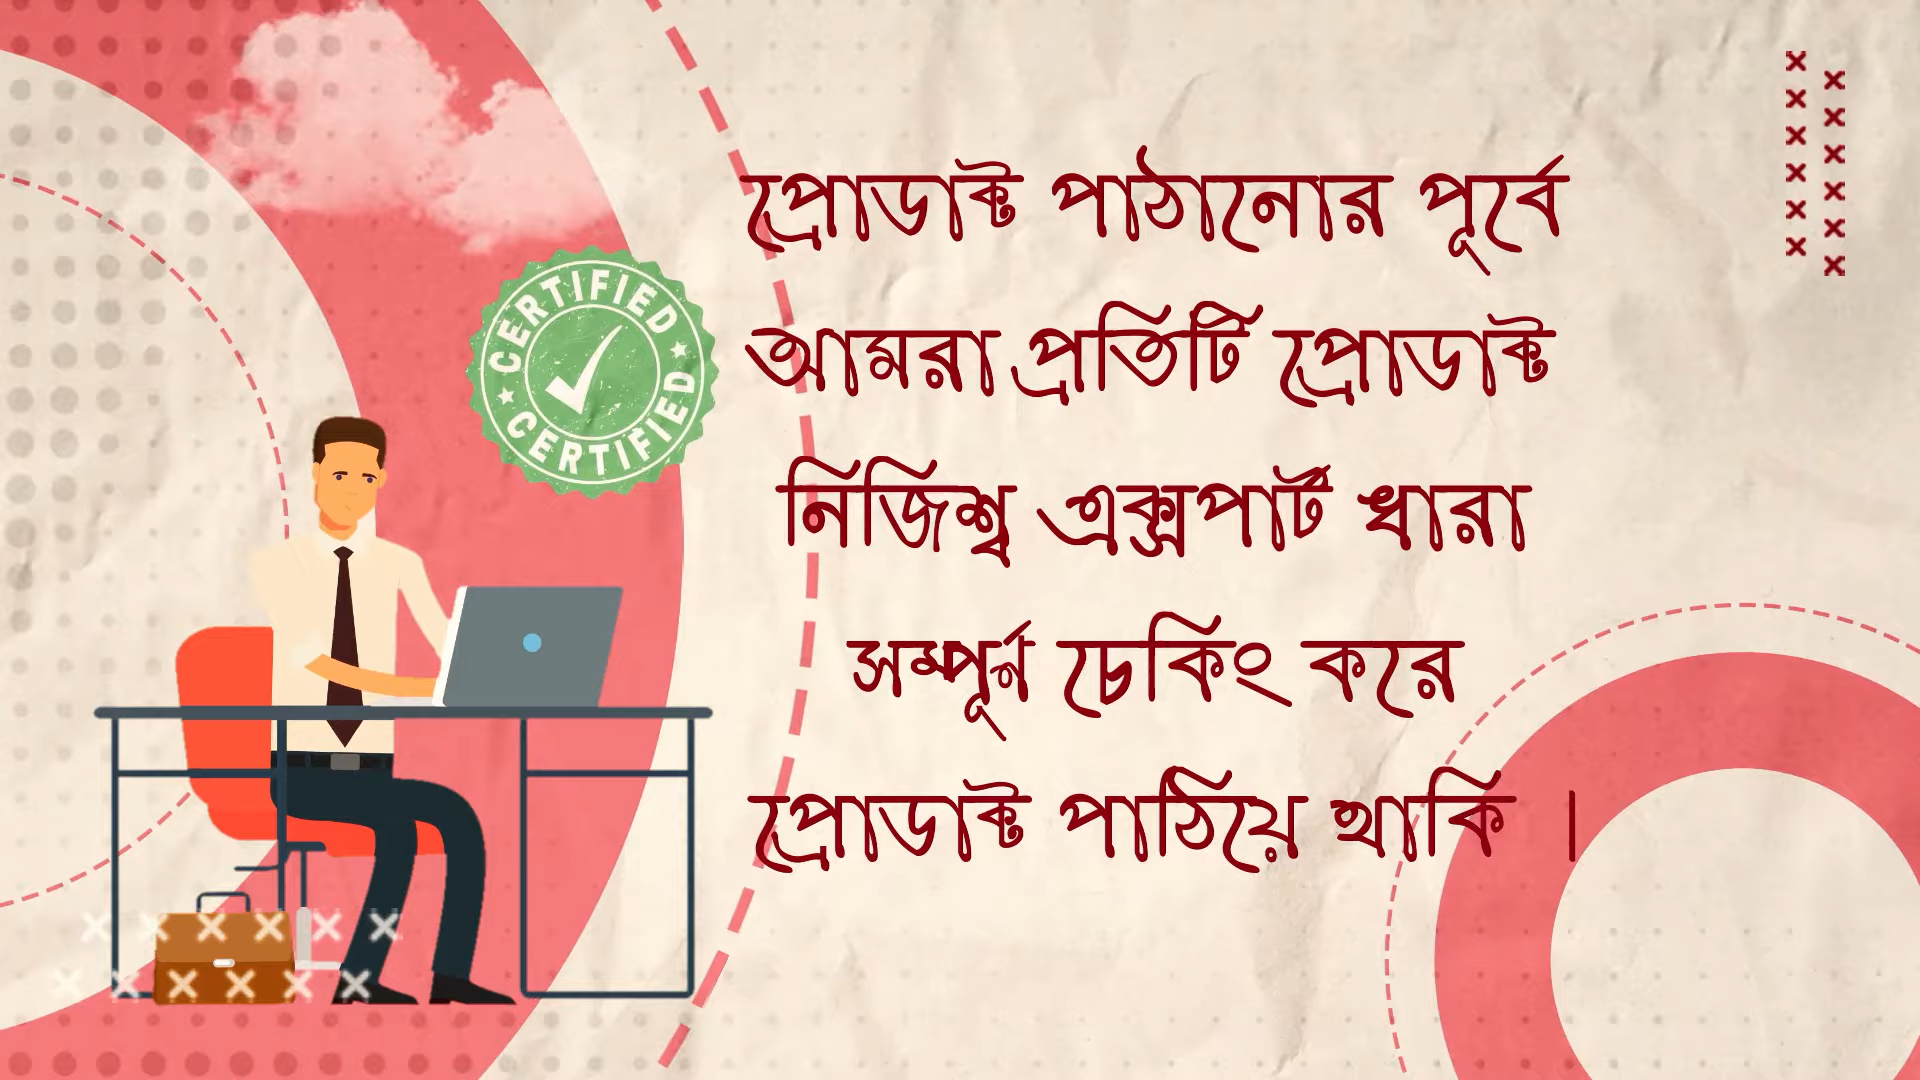 CERTIFIED
CERTIFIED
প্রোডাক্ট পাঠানোর পূর্বে
আমরা প্রতিটি প্রোডাক্ট
নিজিশ্ব এক্সপার্ট ধারা
সম্পূর্ণ চেকিং করে
প্রোডাক্ট পাঠিয়ে থাকি ।